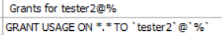 Grants for tester2@%
GRANT USAGE ON *.* TO `tester2`@`%`